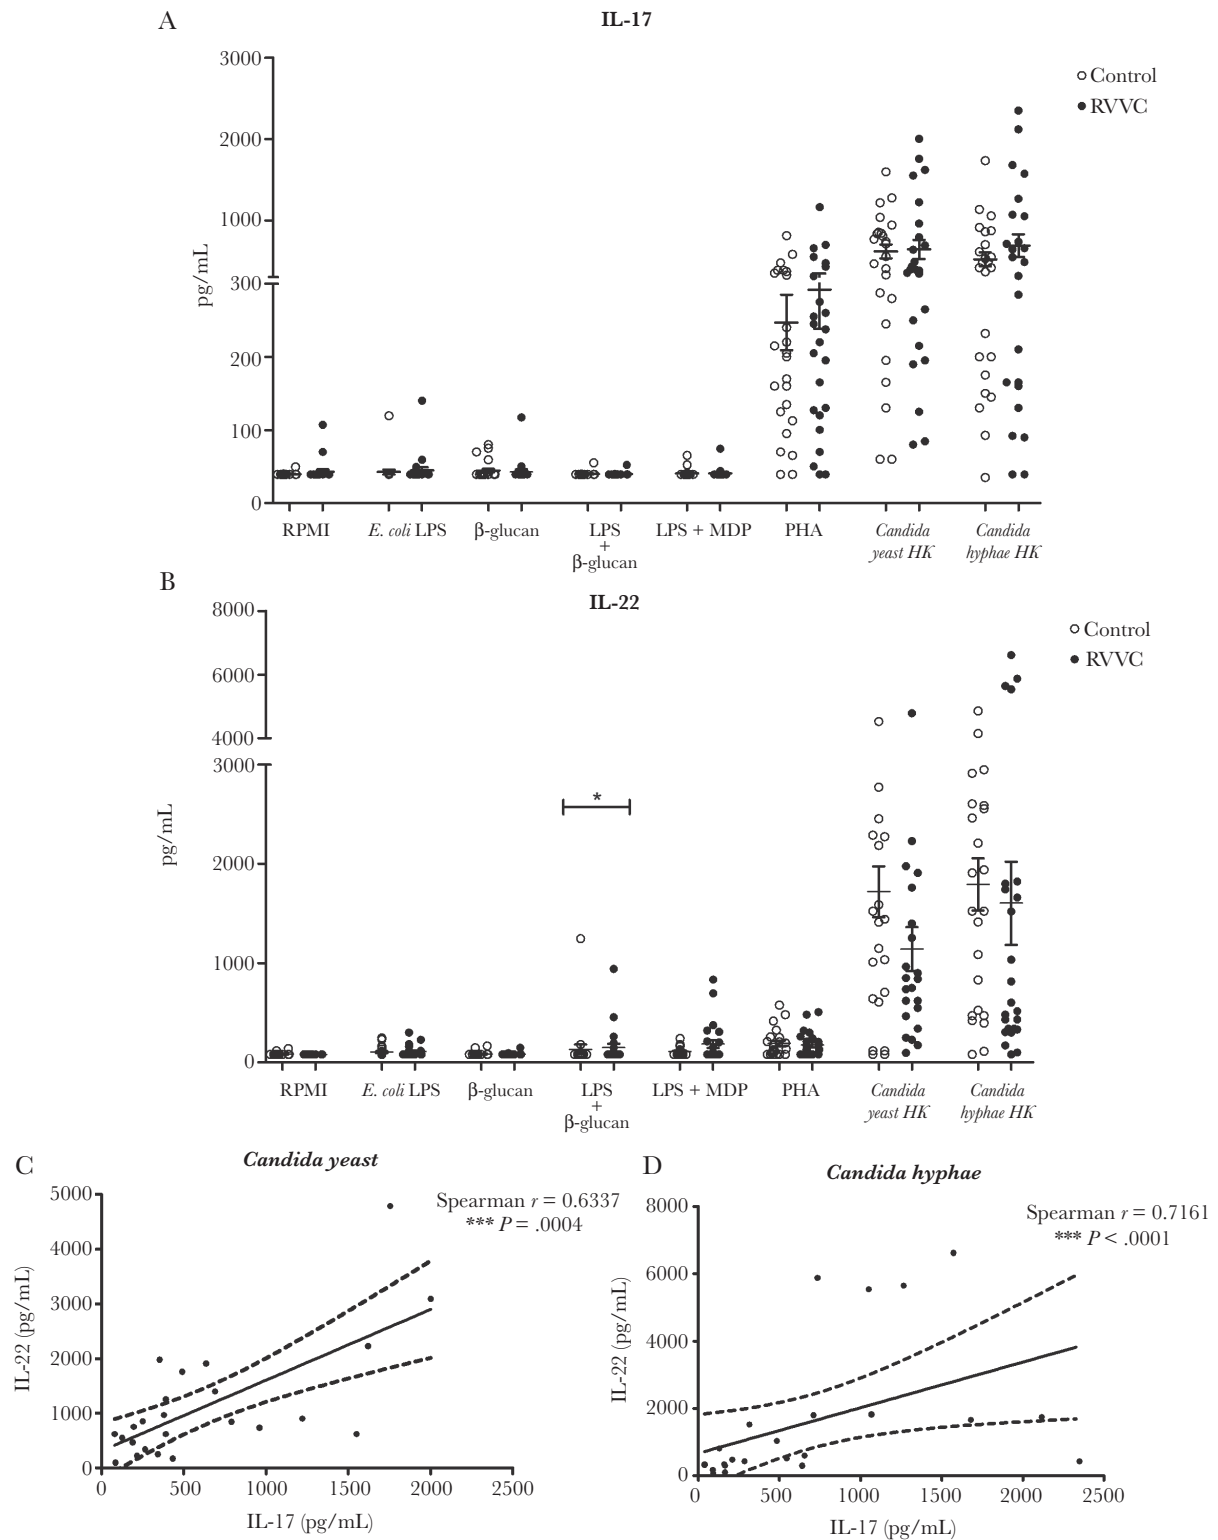 A
IL-17
3000
2000
1000
300
200
100
0
pg/mL
Control
RVVC
RPMI
E. coli LPS
β-glucan
LPS
+
β-glucan
LPS + MDP
PHA
Candida
yeast HK
Candida
hyphae HK
B
IL-22
8000
6000
4000
3000
2000
1000
0
pg/mL
Control
RVVC
*
RPMI
E. coli LPS
β-glucan
LPS
+
β-glucan
LPS + MDP
PHA
Candida
yeast HK
Candida
hyphae HK
C
Candida yeast
Spearman r = 0.6337
*** P = .0004
5000
4000
3000
2000
1000
0
IL-22 (pg/mL)
0
500
1000
1500
2000
2500
IL-17 (pg/mL)
D
Candida hyphae
Spearman r = 0.7161
*** P < .0001
8000
6000
4000
2000
0
IL-22 (pg/mL)
0
500
1000
1500
2000
2500
IL-17 (pg/mL)